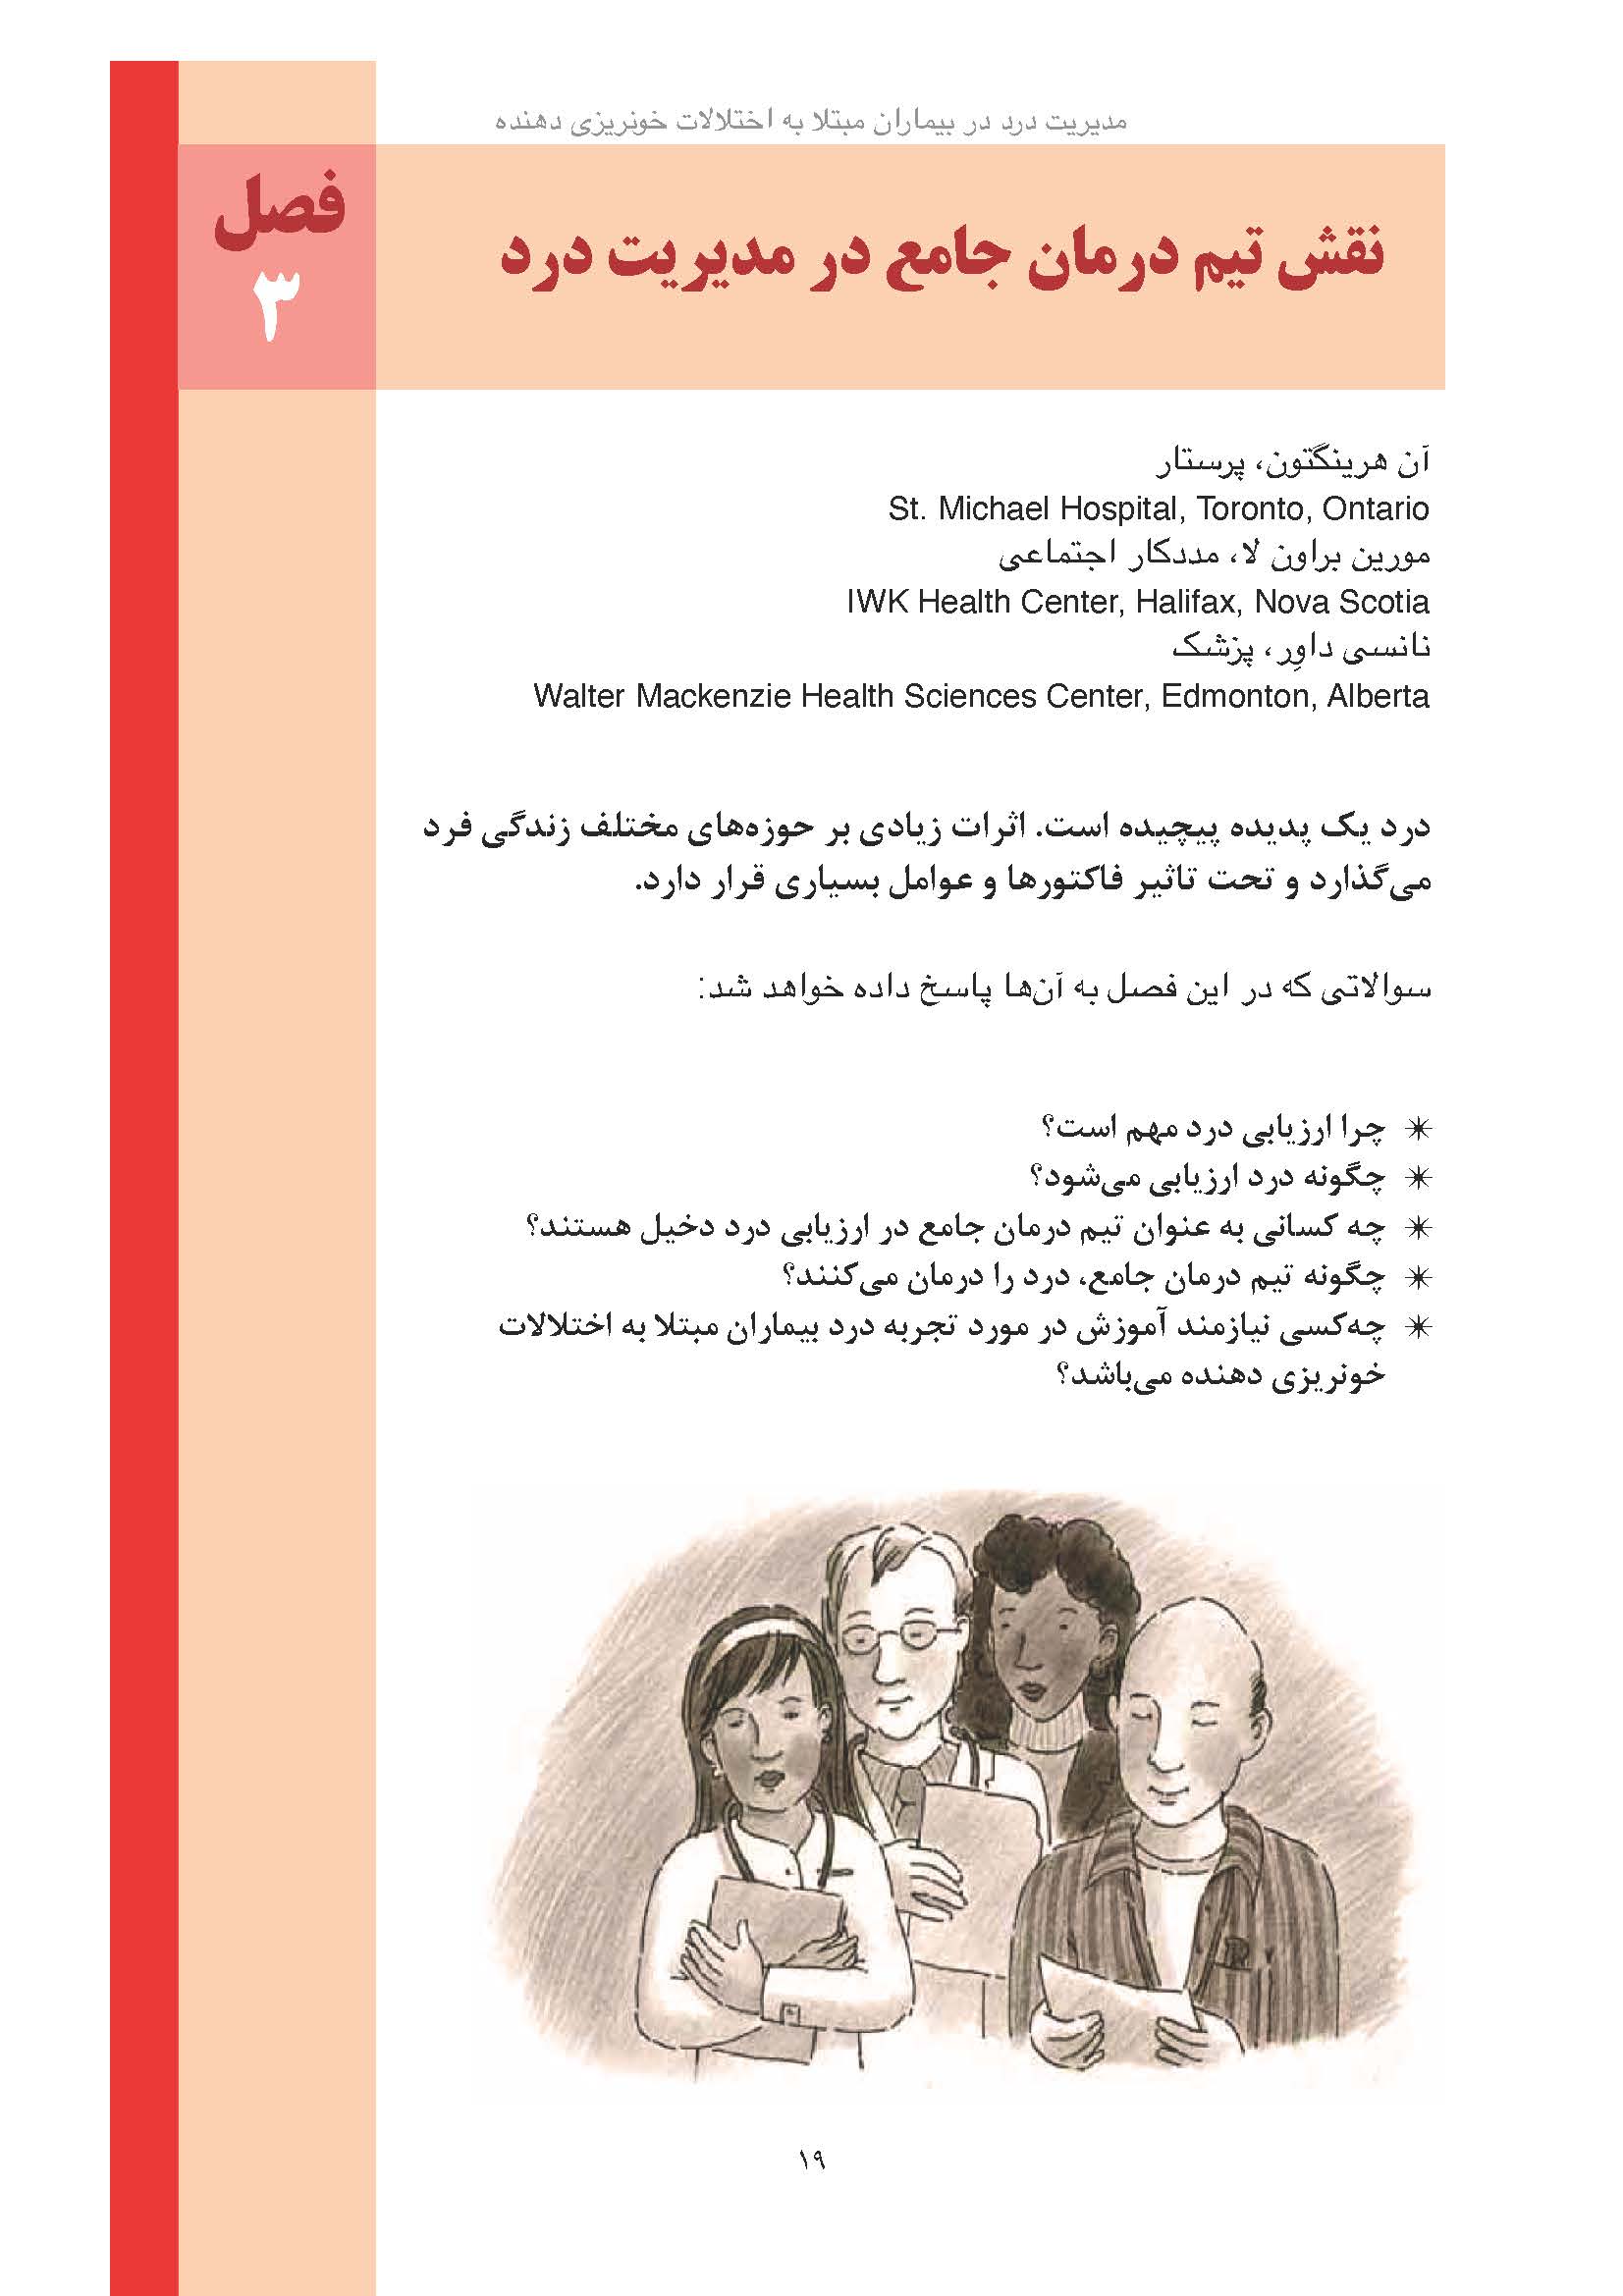 مدیریت درد در بیماران مبتلا به اختلالات خونریزی دهنده
فصل
۳
نقش تیم درمان جامع در مدیریت درد
آن هرینگتون، پرستار
St. Michael Hospital, Toronto, Ontario
مورین براون لا، مددکار اجتماعی
IWK Health Center, Halifax, Nova Scotia
نانسی داوِر، پزشک
Walter Mackenzie Health Sciences Center, Edmonton, Alberta
درد یک پدیده پیچیده است. اثرات زیادی بر حوزه‌های مختلف زندگی فرد
می‌گذارد و تحت تاثیر فاکتورها و عوامل بسیاری قرار دارد.
سوالاتی که در این فصل به آن‌ها پاسخ داده خواهد شد:
✴ چرا ارزیابی درد مهم است؟
✴ چگونه درد ارزیابی می‌شود؟
✴ چه کسانی به عنوان تیم درمان جامع در ارزیابی درد دخیل هستند؟
✴ چگونه تیم درمان جامع، درد را درمان می‌کنند؟
✴ چه‌کسی نیازمند آموزش در مورد تجربه درد بیماران مبتلا به اختلالات
خونریزی دهنده می‌باشد؟
۱۹